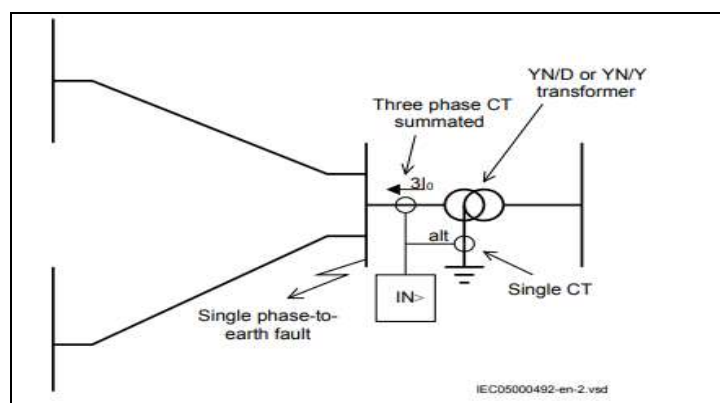 YN/D or YN/Y
transformer
Three phase CT
summated
3I₀
alt
IN>
Single CT
Single phase-to-
earth fault
IEC05000492-en-2.vsd